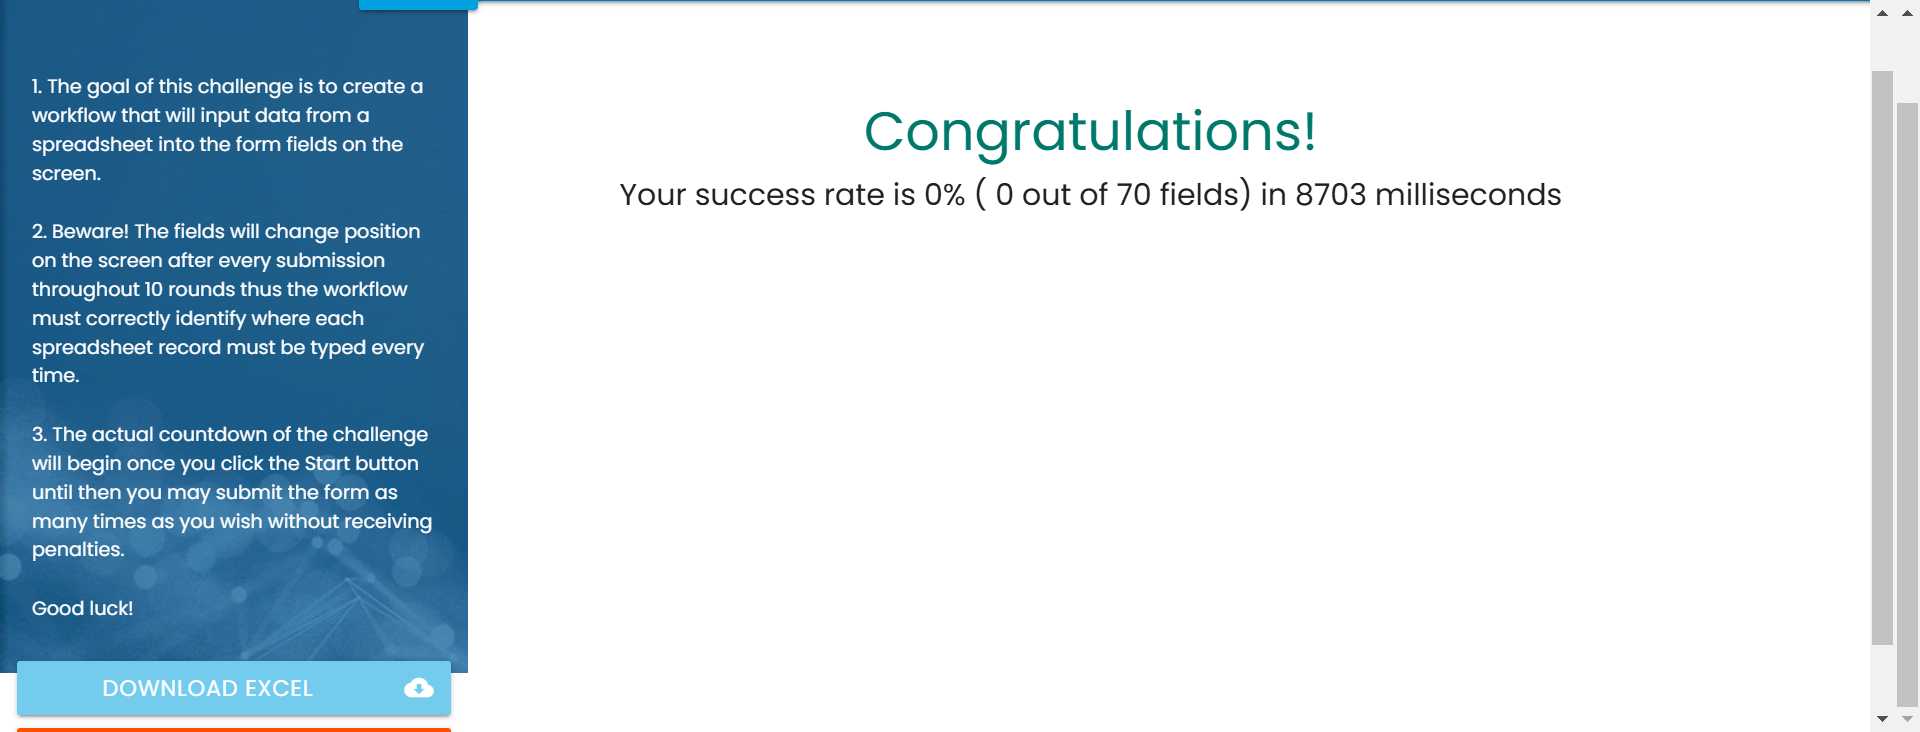 1. The goal of this challenge is to create a
workflow that will input data from a
spreadsheet into the form fields on the
screen.
2. Beware! The fields will change position
on the screen after every submission
throughout 10 rounds thus the workflow
must correctly identify where each
spreadsheet record must be typed every
time.
3. The actual countdown of the challenge
will begin once you click the Start button
until then you may submit the form as
many times as you wish without receiving
penalties.
Good luck!
DOWNLOAD EXCEL
Congratulations!
Your success rate is 0% ( 0 out of 70 fields) in 8703 milliseconds